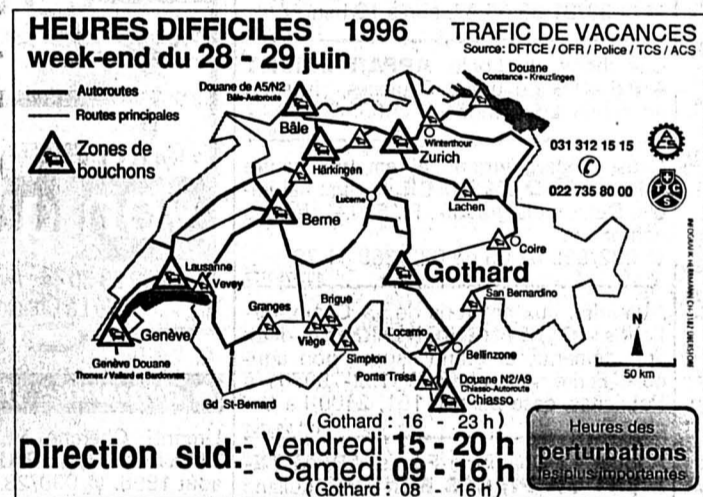 HEURES DIFFICILES 1996
week-end du 28 - 29 juin
TRAFIC DE VACANCES
Source: DFTCE / OFR / Police / TCS / ACS
Autoroutes
Routes principales
Zones de
bouchons
Douane de A5/N2
Bâle-Autoroute
Douane
Constance - Kreuzlingen
Bâle
Härkingen
Winterthour
Zurich
031 312 15 15
022 735 80 00
TCS
Lucerne
Lachen
Berne
Coire
Gothard
Lausanne
Vevey
San Bernardino
Granges
Brigue
Viège
Simplon
Locarno
Bellinzone
Genève
Genève Douane
Thonex / Vallard et Bardonnex
Gd St-Bernard
Ponte Tresa
Douane N2/A9
Chiasso-Autoroute
Chiasso
N
50 km
(Gothard : 16 - 23 h)
Direction sud:- Vendredi 15 - 20 h
- Samedi 09 - 16 h
(Gothard : 08 - 16 h)
Heures des
perturbations
les plus importantes